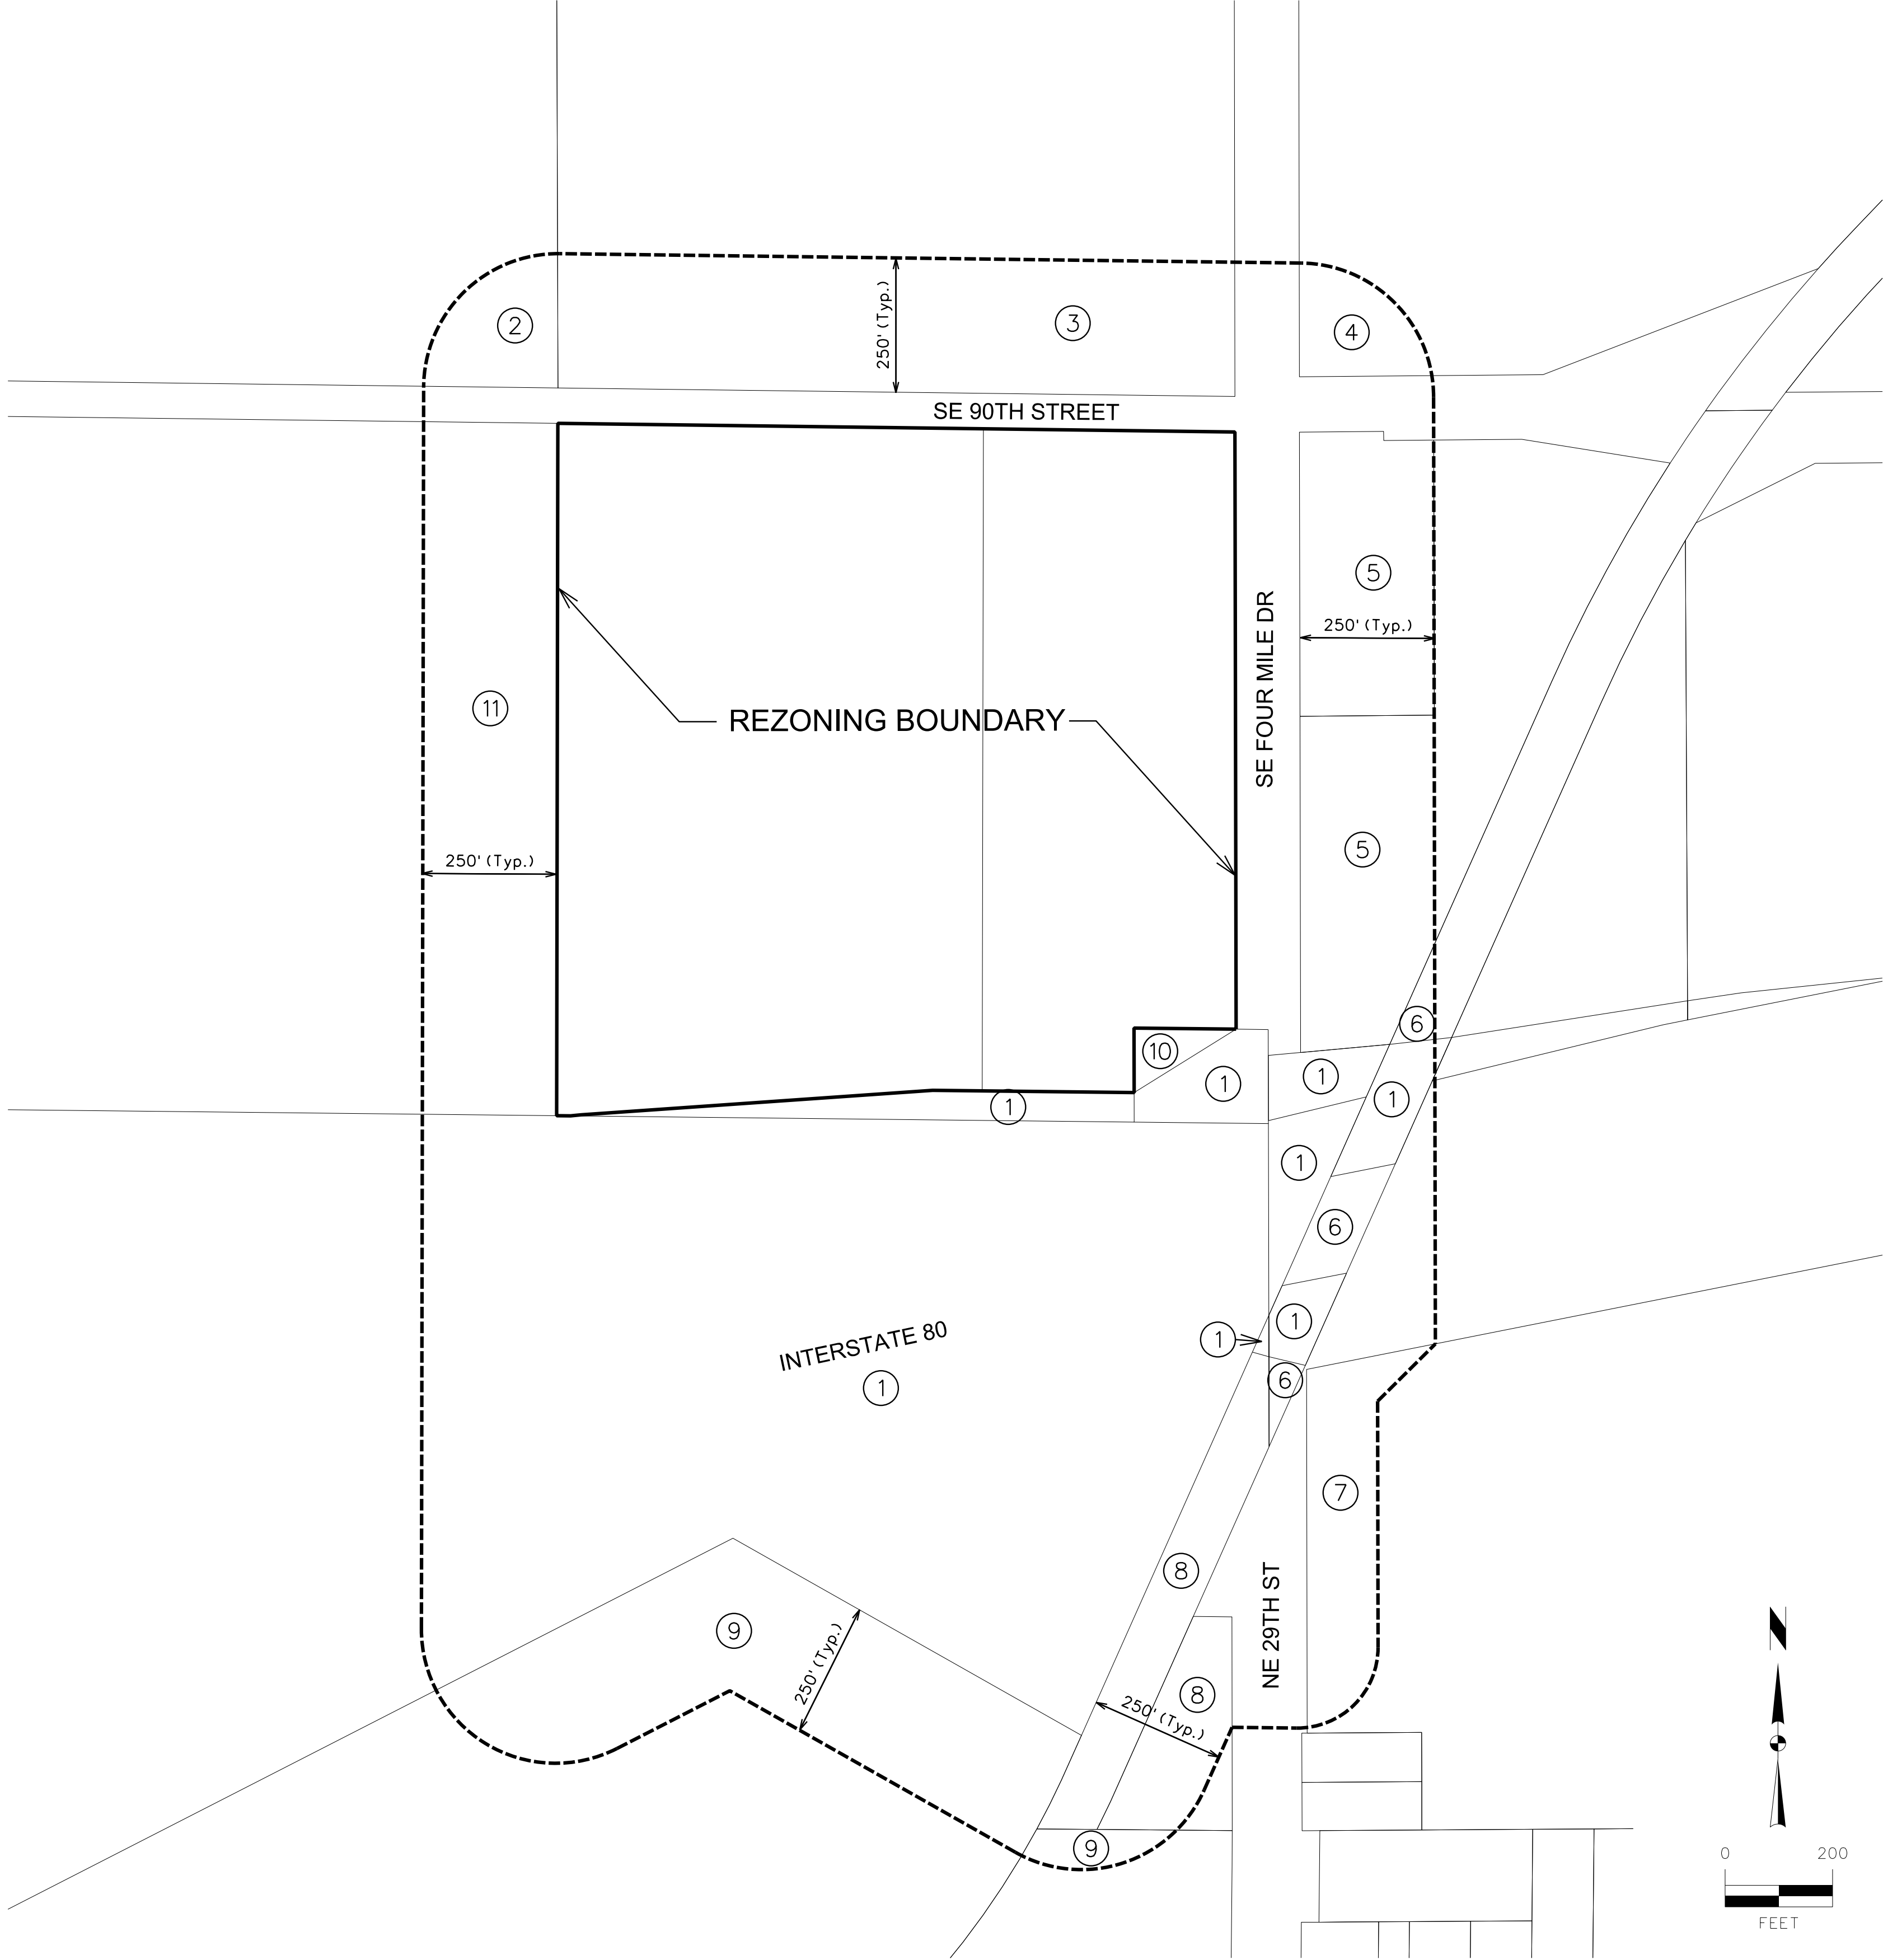 2
3
4
250' (Typ.)
SE 90TH STREET
5
250' (Typ.)
SE FOUR MILE DR
11
REZONING BOUNDARY
5
250' (Typ.)
6
10
1
1
1
1
1
6
1
1
INTERSTATE 80
1
6
7
8
NE 29TH ST
9
250' (Typ.)
8
250' (Typ.)
9
N
0 200
FEET